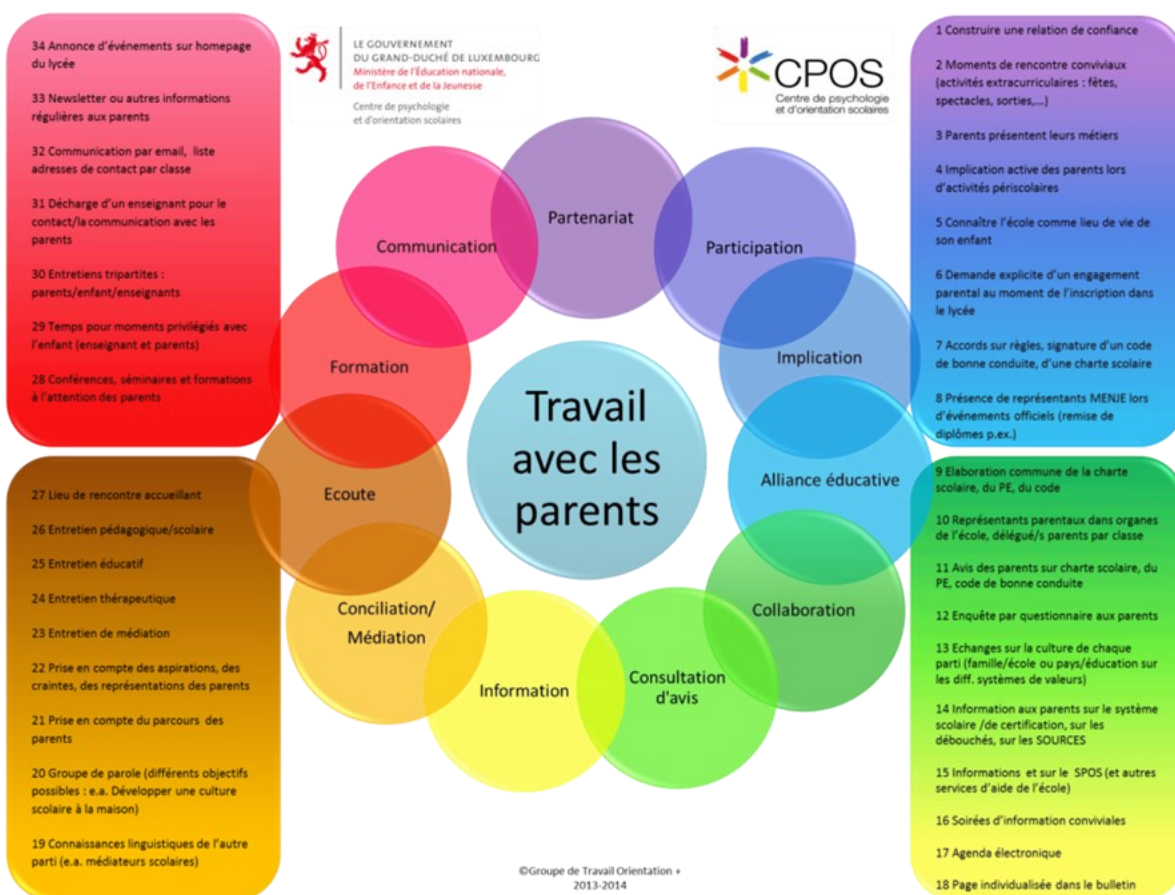 34 Annonce d'événements sur homepage
du lycée
33 Newsletter ou autres informations
régulières aux parents
32 Communication par email, liste
adresses de contact par classe
31 Décharge d'un enseignant pour le
contact/la communication avec les
parents
30 Entretiens tripartites :
parents/enfant/enseignants
29 Temps pour moments privilégiés avec
l'enfant (enseignant et parents)
28 Conférences, séminaires et formations
à l'attention des parents
27 Lieu de rencontre accueillant
26 Entretien pédagogique/scolaire
25 Entretien éducatif
24 Entretien thérapeutique
23 Entretien de médiation
22 Prise en compte des aspirations, des
craintes, des représentations des parents
21 Prise en compte du parcours des
parents
20 Groupe de parole (différents objectifs
possibles : e.a. Développer une culture
scolaire à la maison)
19 Connaissances linguistiques de l'autre
parti (e.a. médiateurs scolaires)
LE GOUVERNEMENT
DU GRAND-DUCHÉ DE LUXEMBOURG
Ministère de l'Éducation nationale,
de l'Enfance et de la Jeunesse
Centre de psychologie
et d'orientation scolaires
CPOS
Centre de psychologie
et d'orientation scolaires
Partenariat
Participation
Implication
Alliance éducative
Collaboration
Consultation
d'avis
Information
Conciliation/
Médiation
Ecoute
Formation
Communication
Travail
avec les
parents
©Groupe de Travail Orientation +
2013-2014
1 Construire une relation de confiance
2 Moments de rencontre conviviaux
(activités extracurriculaires : fêtes,
spectacles, sorties,...)
3 Parents présentent leurs métiers
4 Implication active des parents lors
d'activités périscolaires
5 Connaître l'école comme lieu de vie de
son enfant
6 Demande explicite d'un engagement
parental au moment de l'inscription dans
le lycée
7 Accords sur règles, signature d'un code
de bonne conduite, d'une charte scolaire
8 Présence de représentants MENJE lors
d'événements officiels (remise de
diplômes p.ex.)
9 Elaboration commune de la charte
scolaire, du PE, du code
10 Représentants parentaux dans organes
de l'école, délégué/s parents par classe
11 Avis des parents sur charte scolaire, du
PE, code de bonne conduite
12 Enquête par questionnaire aux parents
13 Echanges sur la culture de chaque
parti (famille/école ou pays/éducation sur
les diff. systèmes de valeurs)
14 Information aux parents sur le système
scolaire /de certification, sur les
débouchés, sur les SOURCES
15 Informations et sur le SPOS (et autres
services d'aide de l'école)
16 Soirées d'information conviviales
17 Agenda électronique
18 Page individualisée dans le bulletin